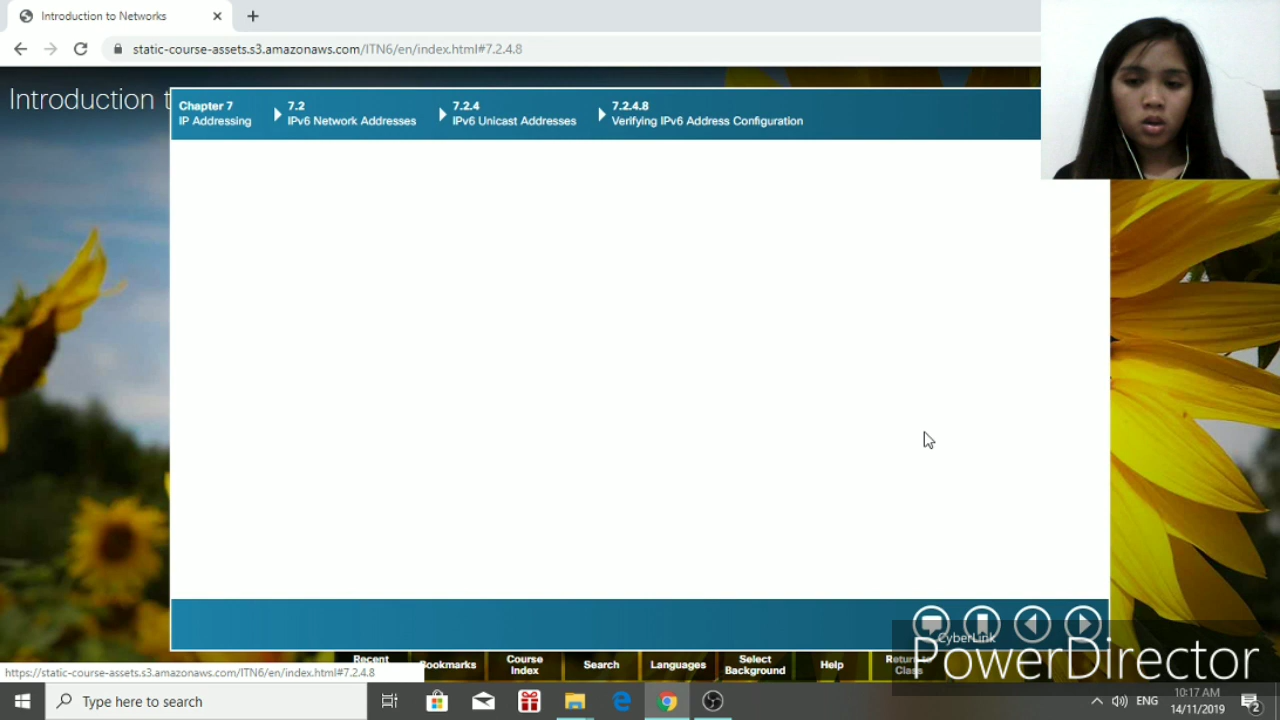 Introduction to Networks
static-course-assets.s3.amazonaws.com/ITN6/en/index.html#7.2.4.8
Introduction t
Chapter 7
IP Addressing
7.2
IPv6 Network Addresses
7.2.4
IPv6 Unicast Addresses
7.2.4.8
Verifying IPv6 Address Configuration
CyberLink
PowerDirector
Recent
Bookmarks
Course
Index
Search
Languages
Select
Background
Help
Return to
Class
https://static-course-assets.s3.amazonaws.com/ITN6/en/index.html#7.2.4.8
Type here to search
ENG
10:17 AM
14/11/2019
2